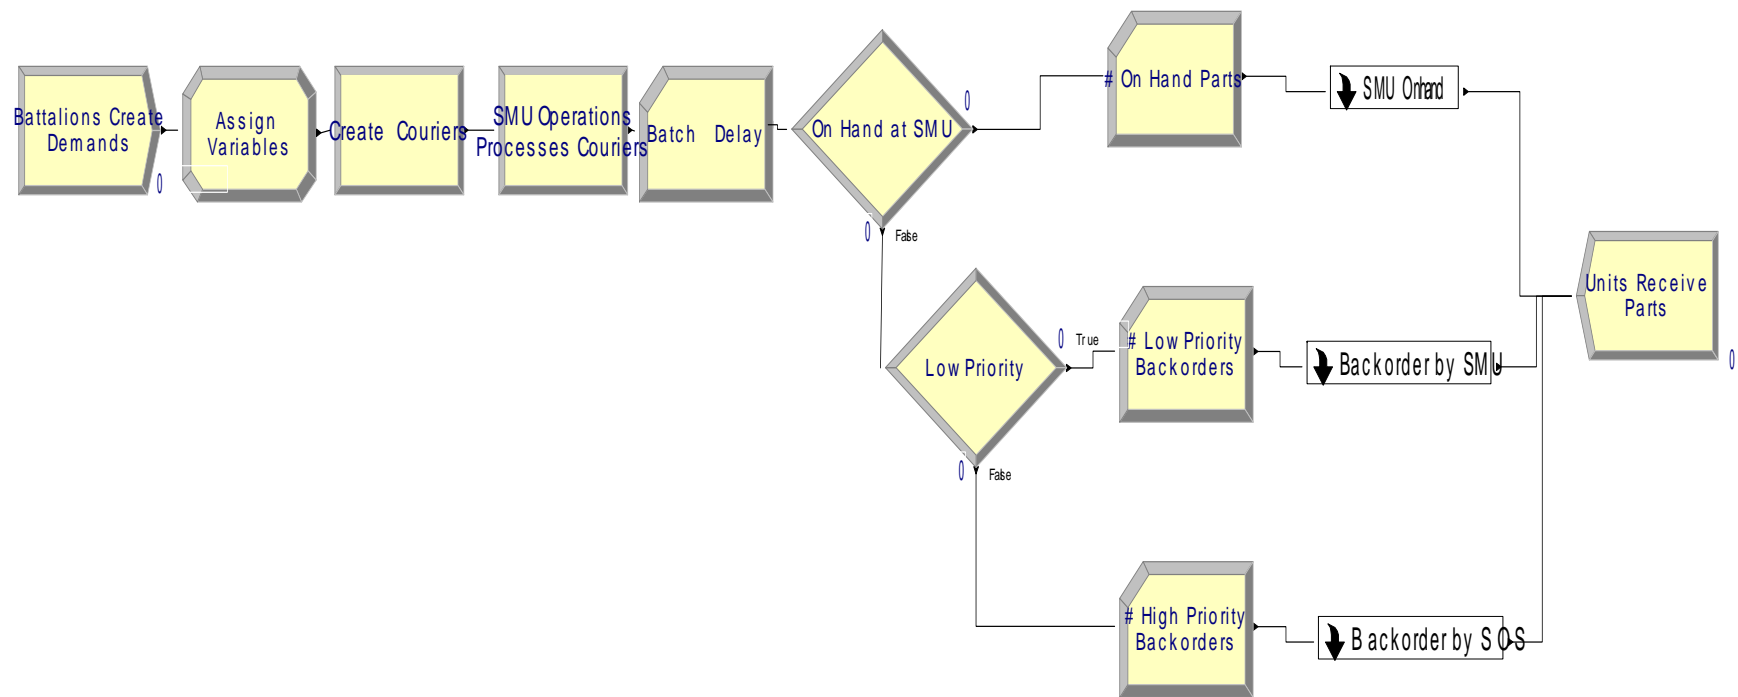 Battalions Create
Demands
0
Assign
Variables
Create Couriers
SMU Operations
Processes Couriers
Batch Delay
On Hand at SMU
0
0
False
# On Hand Parts
SMU Onhand
Low Priority
0
True
0
False
# Low Priority
Backorders
Backorder by SMU
# High Priority
Backorders
Backorder by SOS
Units Receive
Parts
0